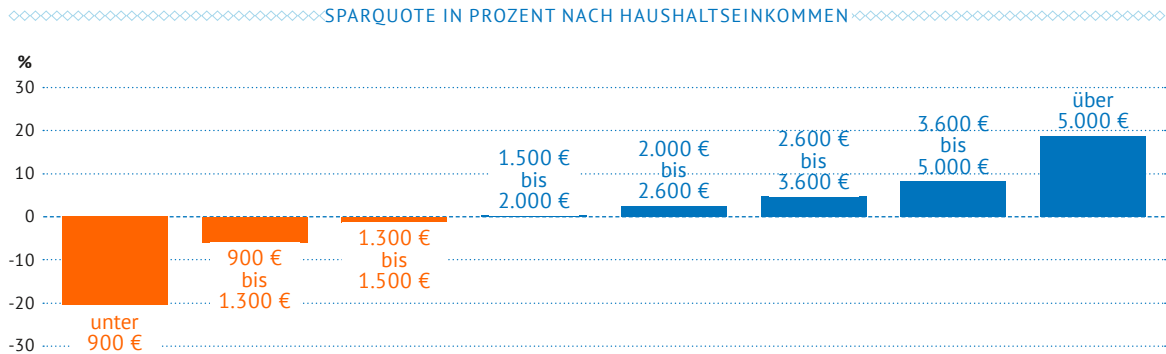 SPARQUOTE IN PROZENT NACH HAUSHALTSEINKOMMEN
%
30
20
10
0
-10
-20
-30
unter
900 €
900 €
bis
1.300 €
1.300 €
bis
1.500 €
1.500 €
bis
2.000 €
2.000 €
bis
2.600 €
2.600 €
bis
3.600 €
3.600 €
bis
5.000 €
über
5.000 €